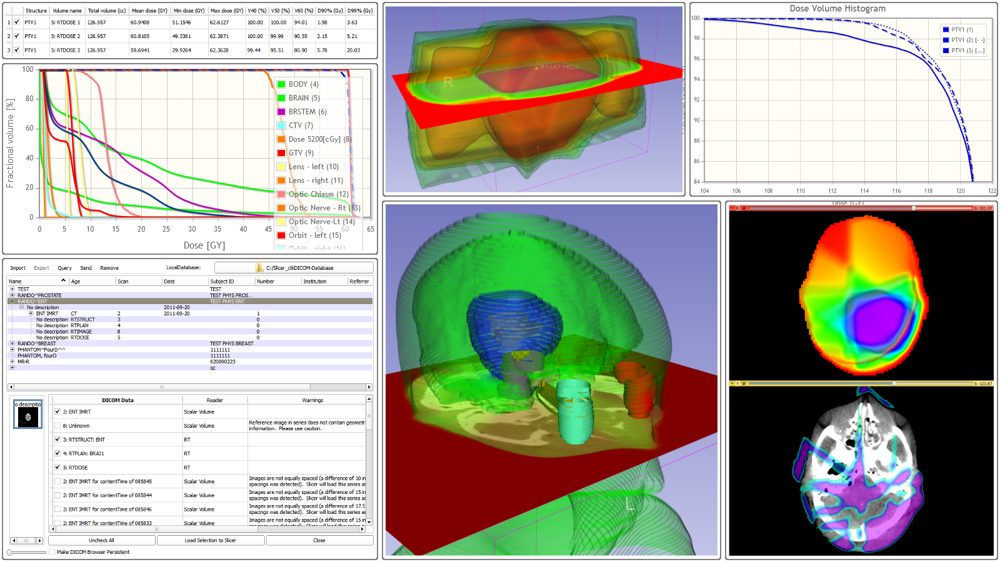 Structure Volume name Total volume (cc) Mean dose (GY) Min dose (GY) Max dose (GY) V40 (%) V50 (%) V60 (%) D90% (Gy) D99% (Gy)
1 PTV1 5: RTDOSE 1 126.957 60.9408 51.1546 62.6127 100.00 100.00 94.01 1.98 3.63
2 PTV1 5: RTDOSE 2 126.957 60.8105 49.3361 62.3871 100.00 99.99 90.55 2.15 5.21
3 PTV1 5: RTDOSE 3 126.957 59.6941 29.9264 62.3628 99.44 95.51 80.90 5.78 20.03
Fractional volume [%]
100
80
60
40
20
0
0 5 10 15 20 25 30 35 40 45 50 55 60 65
Dose [GY]
BODY (4)
BRAIN (5)
BRSTEM (6)
CTV (7)
Dose 5200[cGy] (8)
GTV (9)
Lens - left (10)
Lens - right (11)
Optic Chiasm (12)
Optic Nerve - Rt (13)
Optic Nerve-Lt (14)
Orbit - left (15)
Orbit - right (16)
Import Export Query Send Remove LocalDatabase: C:/Slicer_ctkDICOM-Database
Name Age Scan Date Subject ID Number Institution Referrer
TEST TEST
RANDO^PROSTATE TEST PHYS PROS...
RANDO^ENT TEST PHYS ENT
No description 2011-09-20
ENT IMRT CT 2 2011-09-20 1
No description RTSTRUCT 3 0
No description RTPLAN 4 0
No description RTIMAGE 8 0
No description RTDOSE 5 0
RANDO^BREAST TEST PHYS BREAST
PHANTOM^FourD^^ 1111111
PHANTOM, fourD 1111111
MR-R 620090223
qc
o descriptio
DICOM Data Reader Warnings
2: ENT IMRT Scalar Volume
8: Unknown Scalar Volume Reference image in series does not contain geometr
information. Please use caution.
3: RTSTRUCT: ENT RT
4: RTPLAN: BRAI1 RT
5: RTDOSE RT
2: ENT IMRT for contentTime of 085845 Scalar Volume Images are not equally spaced (a difference of 10 in
spacings was detected). Slicer will load this series as
2: ENT IMRT for contentTime of 085844 Scalar Volume Images are not equally spaced (a difference of 15 in
spacings was detected). Slicer will load this series as
2: ENT IMRT for contentTime of 085846 Scalar Volume Images are not equally spaced (a difference of 17.5
spacings was detected). Slicer will load this series as
2: ENT IMRT for contentTime of 085833 Scalar Volume Images are not equally spaced (a difference of 15 in
Uncheck All Load Selection to Slicer Close
Make DICOM Browser Persistent
R
RT LAT PROS
L
Dose Volume Histogram
100
98
96
94
92
90
88
86
84
104 106 108 110 112 114 116 118 120 122
PTV1 (1)
PTV1 (2) [- -]
PTV1 (3) [...]
L
Dose [GY]
R S: 151.37
Y S: 123.87